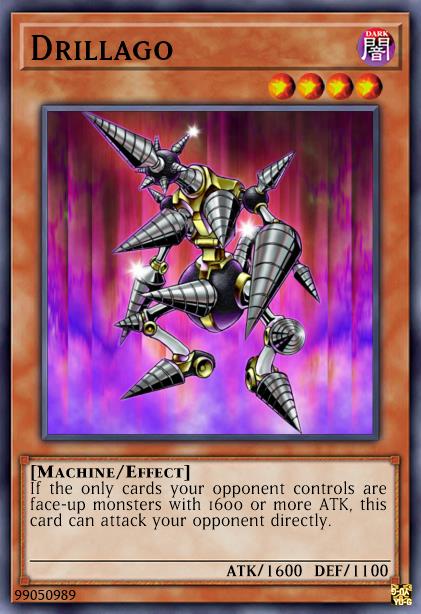 Drillago
DARK
闇
[Machine/Effect]
If the only cards your opponent controls are
face-up monsters with 1600 or more ATK, this
card can attack your opponent directly.
ATK/1600 DEF/1100
99050989